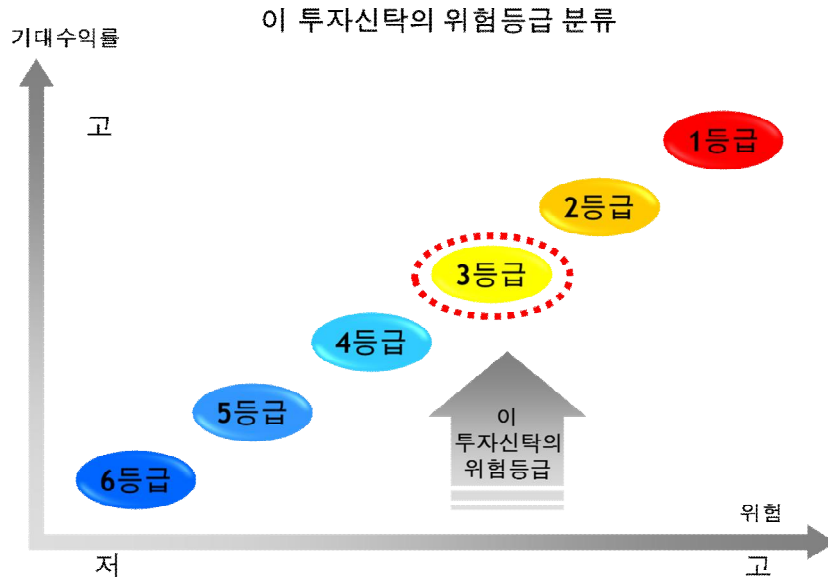 이 투자신탁의 위험등급 분류
기대수익률
고
1등급
2등급
3등급
4등급
5등급
6등급
이
투자신탁의
위험등급
위험
저
고